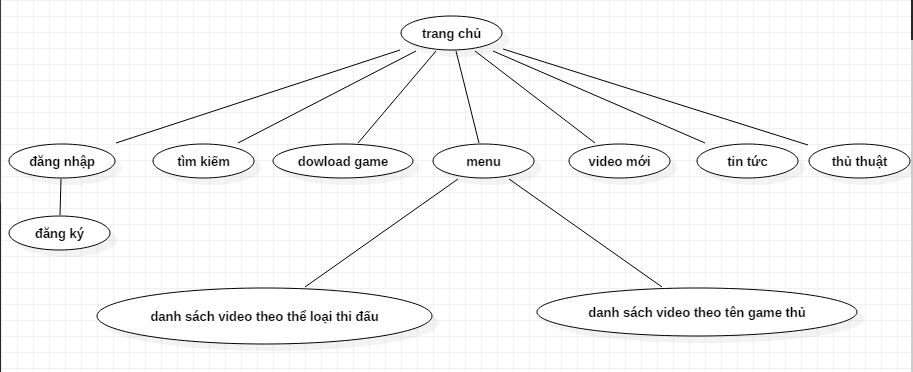 trang chủ
đăng nhập
tìm kiếm
dowload game
menu
video mới
tin tức
thủ thuật
đăng ký
danh sách video theo thể loại thi đấu
danh sách video theo tên game thủ